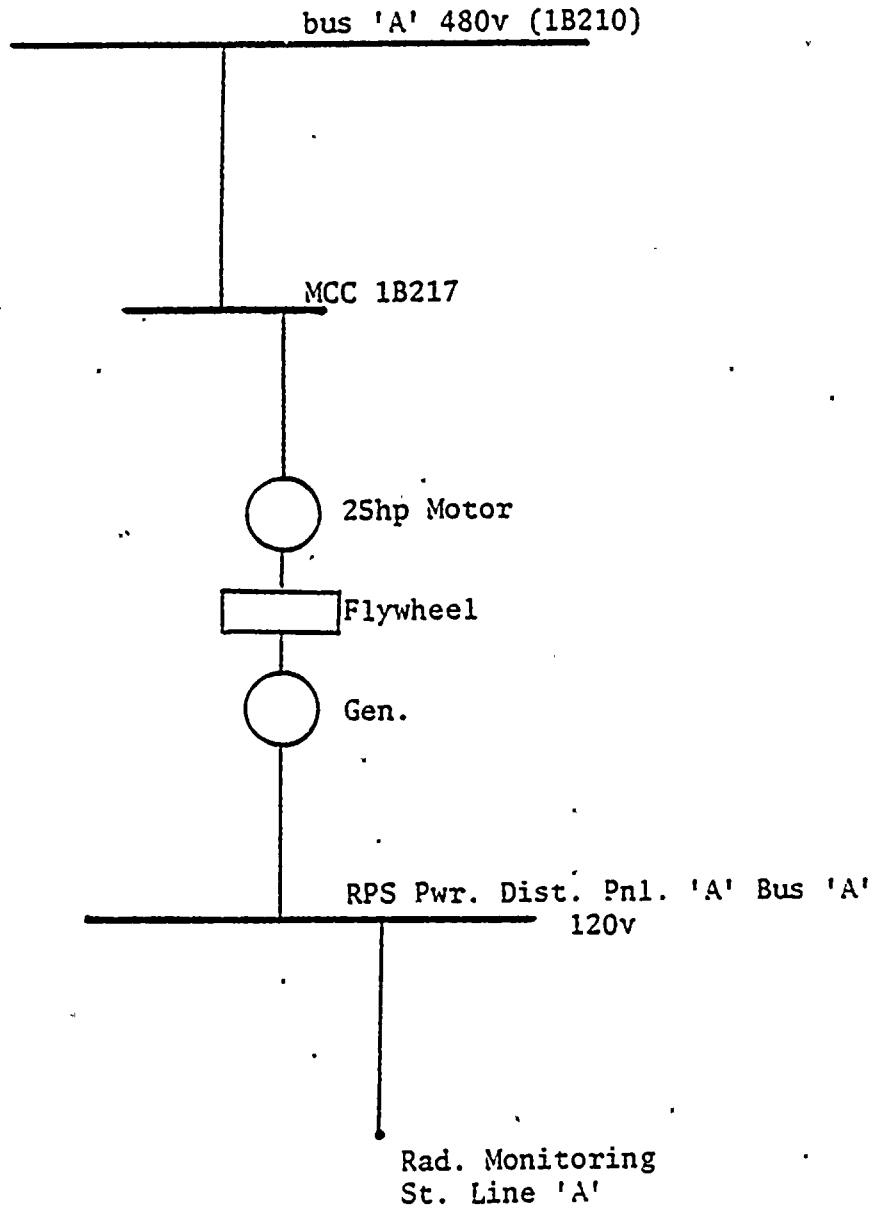 bus 'A' 480v (1B210)
MCC 1B217
25hp Motor
Flywheel
Gen.
RPS Pwr. Dist. Pnl. 'A' Bus 'A'
120v
Rad. Monitoring
St. Line 'A'